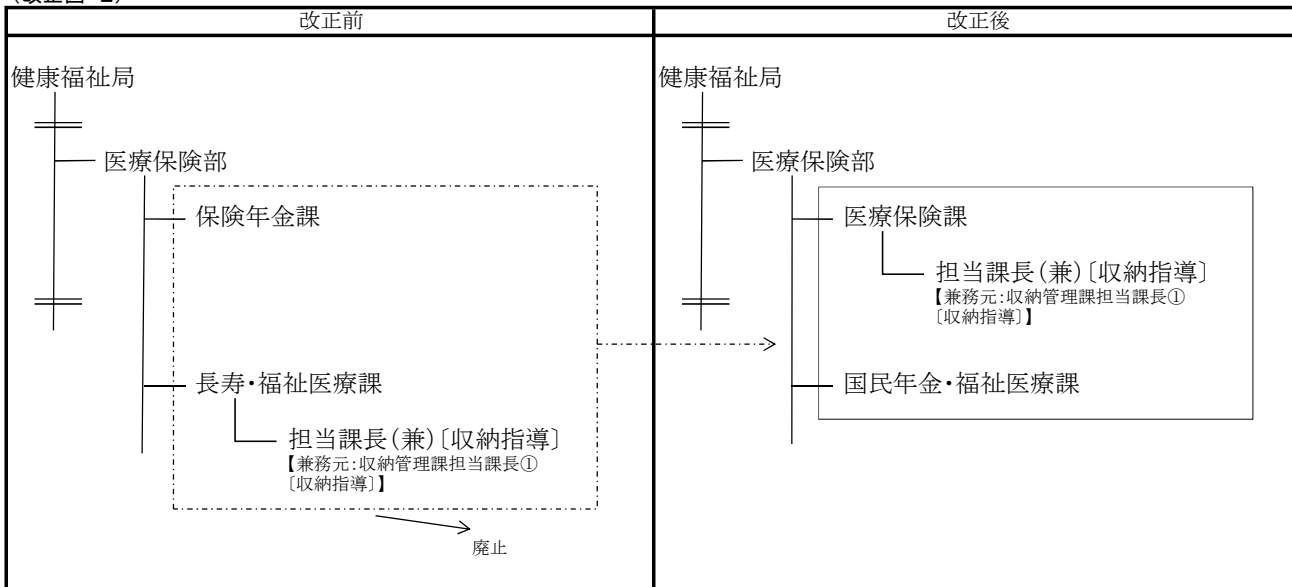 改正前
改正後
健康福祉局
医療保険部
保険年金課
長寿・福祉医療課
担当課長(兼)〔収納指導〕
【兼務元:収納管理課担当課長①
〔収納指導〕】
廃止
健康福祉局
医療保険部
医療保険課
担当課長(兼)〔収納指導〕
【兼務元:収納管理課担当課長①
〔収納指導〕】
国民年金・福祉医療課